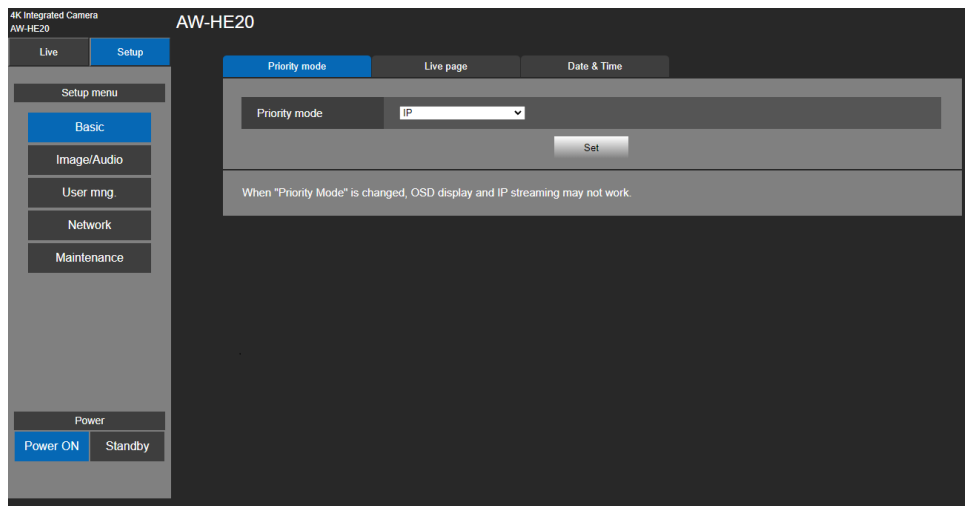 4K Integrated Camera
AW-HE20
AW-HE20
Live Setup
Priority mode Live page Date & Time
Setup menu
Basic
Image/Audio
User mng.
Network
Maintenance
Priority mode IP
Set
When "Priority Mode" is changed, OSD display and IP streaming may not work.
Power
Power ON Standby